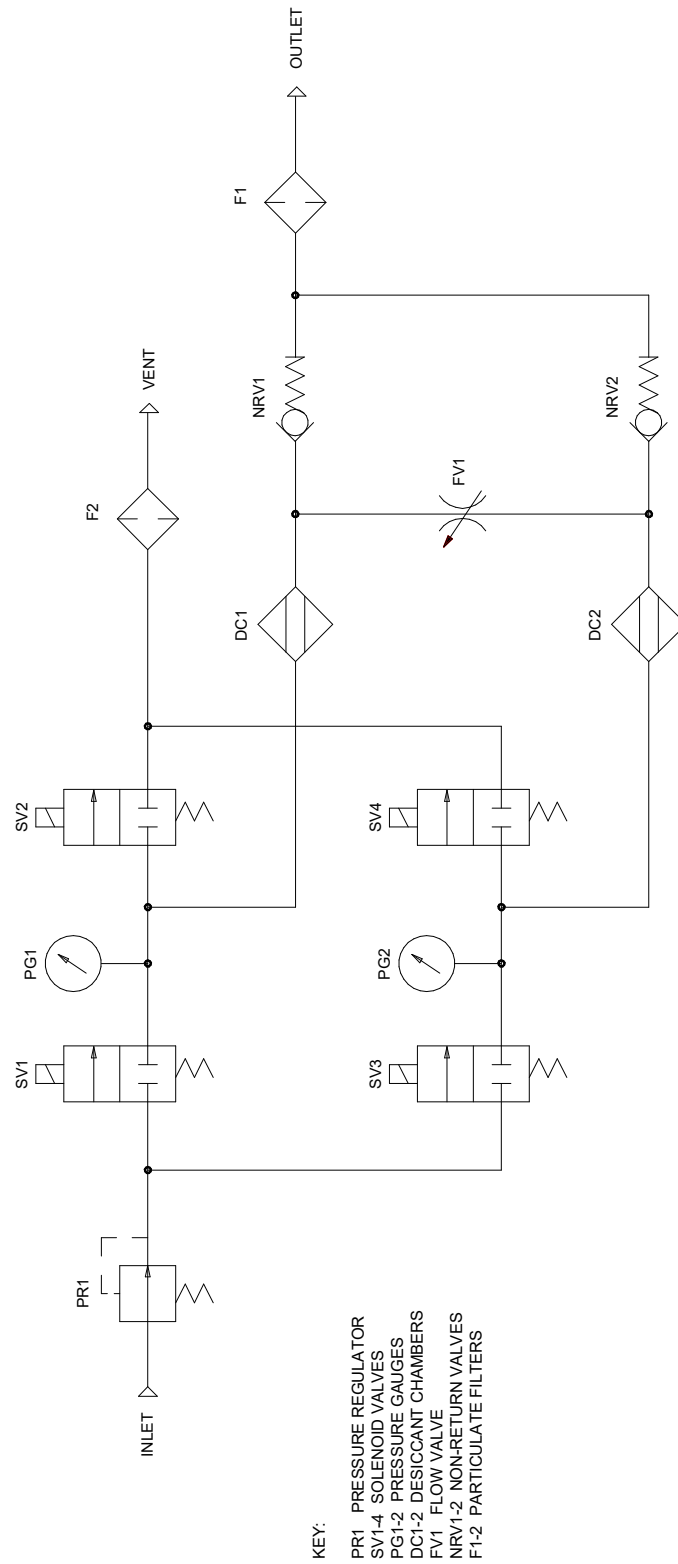 INLET
PR1
SV1
PG1
SV2
F2
VENT
SV3
PG2
SV4
DC1
NRV1
F1
OUTLET
FV1
DC2
NRV2
KEY:
PR1 PRESSURE REGULATOR
SV1-4 SOLENOID VALVES
PG1-2 PRESSURE GAUGES
DC1-2 DESICCANT CHAMBERS
FV1 FLOW VALVE
NRV1-2 NON-RETURN VALVES
F1-2 PARTICULATE FILTERS